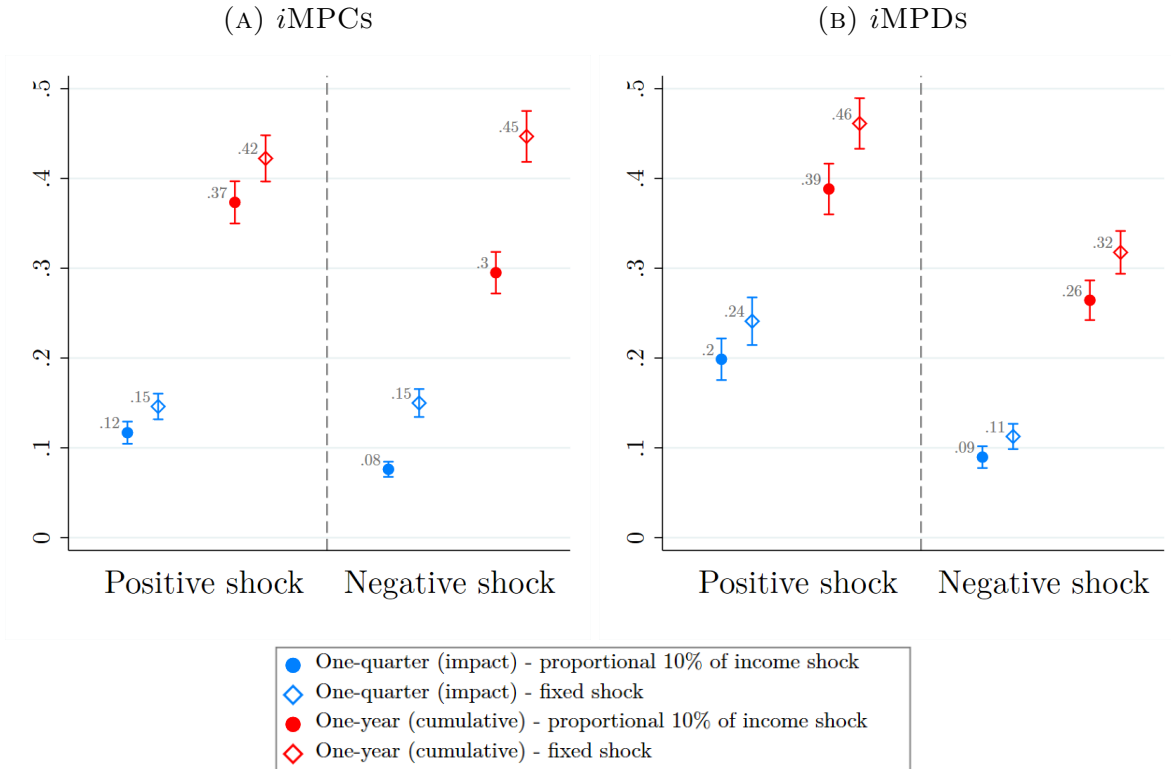 (A) iMPCs
.5
.4
.3
.2
.1
0
.12
.15
.37
.42
.08
.15
.3
.45
Positive shock
Negative shock
(B) iMPDs
.5
.4
.3
.2
.1
0
.2
.24
.39
.46
.09
.11
.26
.32
Positive shock
Negative shock
One-quarter (impact) - proportional 10% of income shock
One-quarter (impact) - fixed shock
One-year (cumulative) - proportional 10% of income shock
One-year (cumulative) - fixed shock